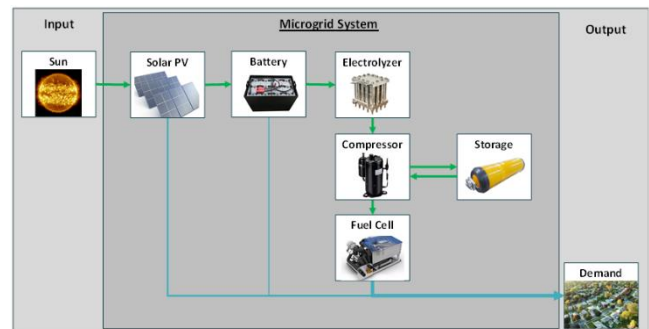 Input
Microgrid System
Output
Sun
Solar PV
Battery
Electrolyzer
Compressor
Storage
Fuel Cell
Demand